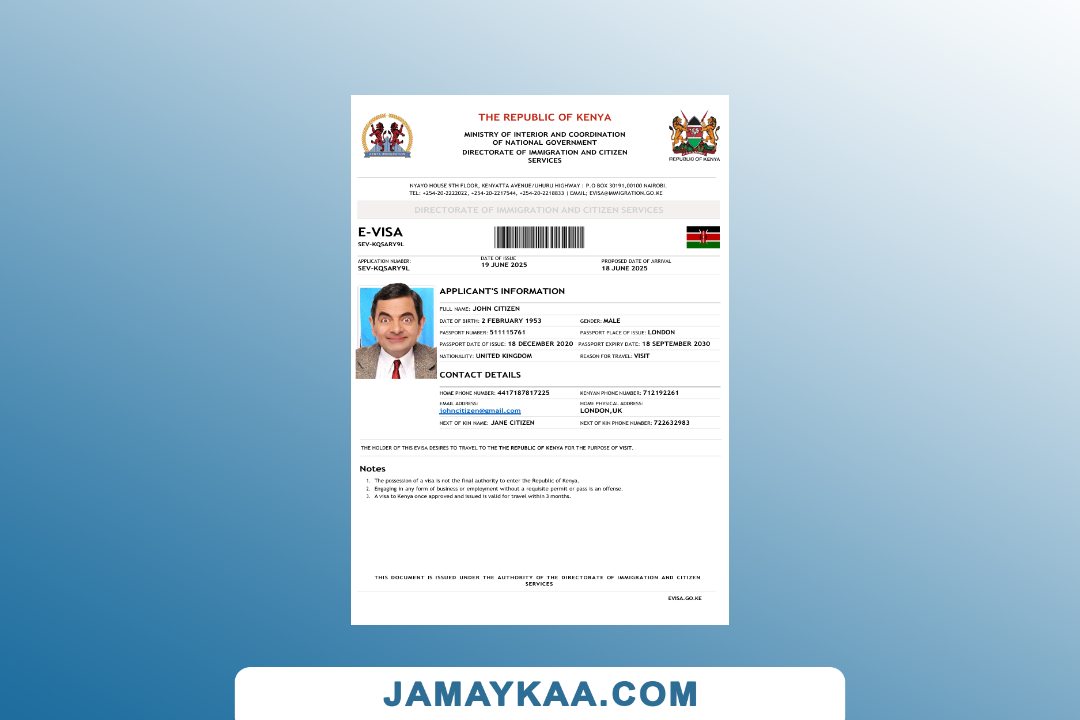 THE REPUBLIC OF KENYA
MINISTRY OF INTERIOR AND COORDINATION
OF NATIONAL GOVERNMENT
DIRECTORATE OF IMMIGRATION AND CITIZEN
SERVICES
REPUBLIC OF KENYA
NYAYO HOUSE 9TH FLOOR, KENYATTA AVENUE/UHURU HIGHWAY | P.O BOX 30191,00100 NAIROBI.
TEL: +254-20-2222022, +254-20-2217544, +254-20-2218833 | EMAIL: EVISA@IMMIGRATION.GO.KE
DIRECTORATE OF IMMIGRATION AND CITIZEN SERVICES
E-VISA
SEV-KQSARY9L
APPLICATION NUMBER:
SEV-KQSARY9L
DATE OF ISSUE
19 JUNE 2025
PROPOSED DATE OF ARRIVAL
18 JUNE 2025
APPLICANT'S INFORMATION
FULL NAME: JOHN CITIZEN
DATE OF BIRTH: 2 FEBRUARY 1953 GENDER: MALE
PASSPORT NUMBER: 511115761 PASSPORT PLACE OF ISSUE: LONDON
PASSPORT DATE OF ISSUE: 18 DECEMBER 2020 PASSPORT EXPIRY DATE: 18 SEPTEMBER 2030
NATIONALITY: UNITED KINGDOM REASON FOR TRAVEL: VISIT
CONTACT DETAILS
HOME PHONE NUMBER: 4417187817225 KENYAN PHONE NUMBER: 712192261
EMAIL ADDRESS:
johncitizen@gmail.com
HOME PHYSICAL ADDRESS:
LONDON,UK
NEXT OF KIN NAME: JANE CITIZEN NEXT OF KIN PHONE NUMBER: 722632983
THE HOLDER OF THIS EVISA DESIRES TO TRAVEL TO THE THE REPUBLIC OF KENYA FOR THE PURPOSE OF VISIT.
Notes
1. The possession of a visa is not the final authority to enter the Republic of Kenya.
2. Engaging in any form of business or employment without a requisite permit or pass is an offense.
3. A visa to Kenya once approved and issued is valid for travel within 3 months.
THIS DOCUMENT IS ISSUED UNDER THE AUTHORITY OF THE DIRECTORATE OF IMMIGRATION AND CITIZEN
SERVICES
EVISA.GO.KE
JAMAYKAA.COM